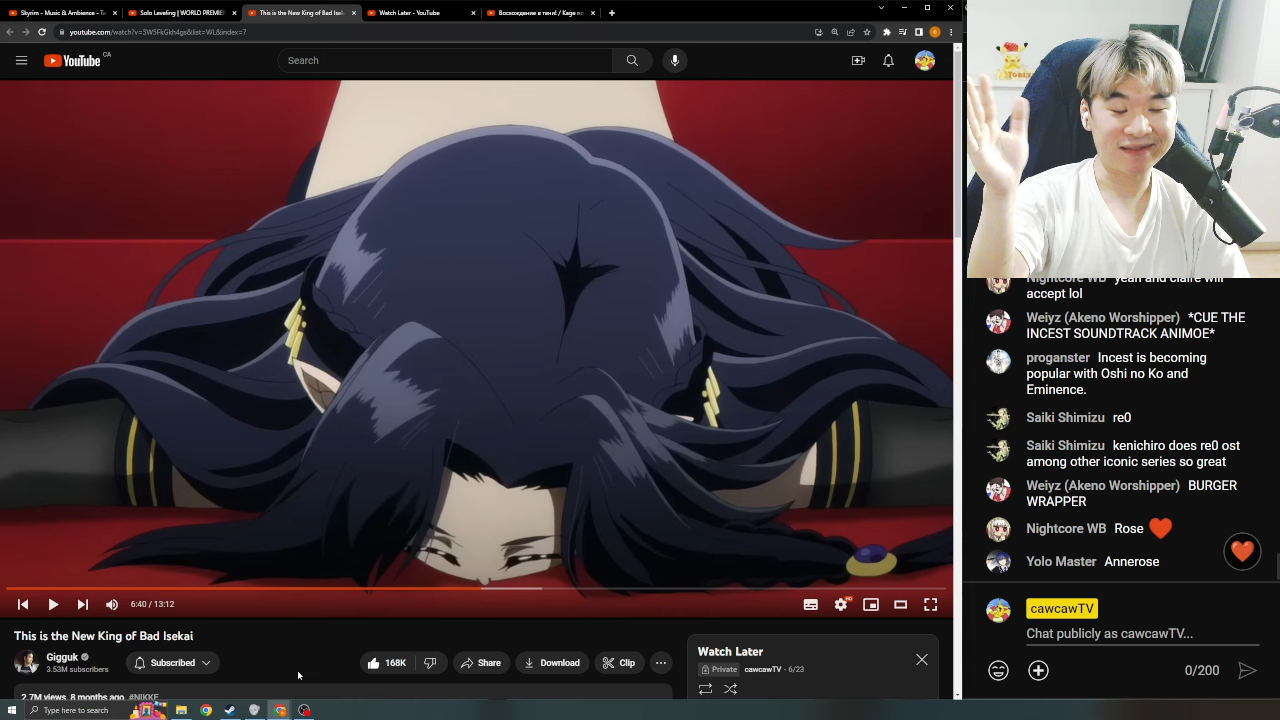 Skyrim - Music & Ambience - Tw
Solo Leveling | WORLD PREMIER
This is the New King of Bad Isek
Watch Later - YouTube
Восхождение в тени! / Kage no
youtube.com/watch?v=3W5FkGkh4gs&list=WL&index=7
YouTube CA
Search
TOBLE
Nightcore WB yeah and claire will
accept lol
Weiyz (Akeno Worshipper) *CUE THE
INCEST SOUNDTRACK ANIMOE*
proganster Incest is becoming
popular with Oshi no Ko and
Eminence.
Saiki Shimizu re0
Saiki Shimizu kenichiro does re0 ost
among other iconic series so great
Weiyz (Akeno Worshipper) BURGER
WRAPPER
Nightcore WB Rose
Yolo Master Annerose
cawcawTV
Chat publicly as cawcawTV...
0/200
6:40 / 13:12
HD
This is the New King of Bad Isekai
Gigguk
3.53M subscribers
Subscribed
168K
Share
Download
Clip
Watch Later
Private cawcawTV - 6/23
2.7M views 8 months ago #NIKKE
Type here to search